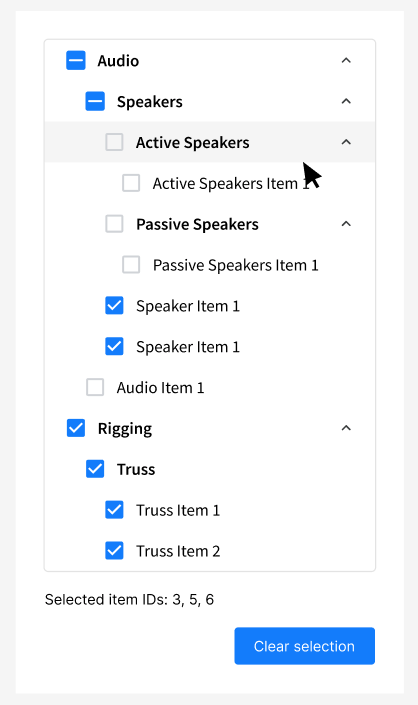 Audio
Speakers
Active Speakers
Active Speakers Item 1
Passive Speakers
Passive Speakers Item 1
Speaker Item 1
Speaker Item 1
Audio Item 1
Rigging
Truss
Truss Item 1
Truss Item 2
Selected item IDs: 3, 5, 6
Clear selection